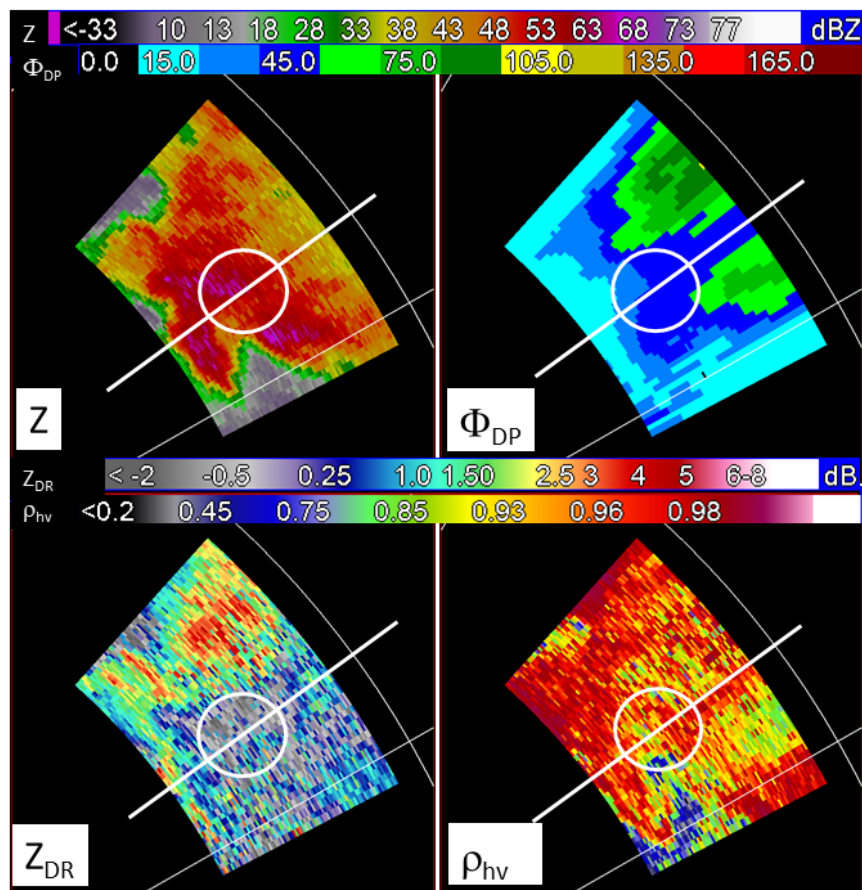 Z <-33 10 13 18 28 33 38 43 48 53 63 68 73 77 dBZ
ΦDP 0.0 15.0 45.0 75.0 105.0 135.0 165.0
Z
ΦDP
ZDR < -2 -0.5 0.25 1.0 1.50 2.5 3 4 5 6-8 dB.
ρhv <0.2 0.45 0.75 0.85 0.93 0.96 0.98
ZDR
ρhv